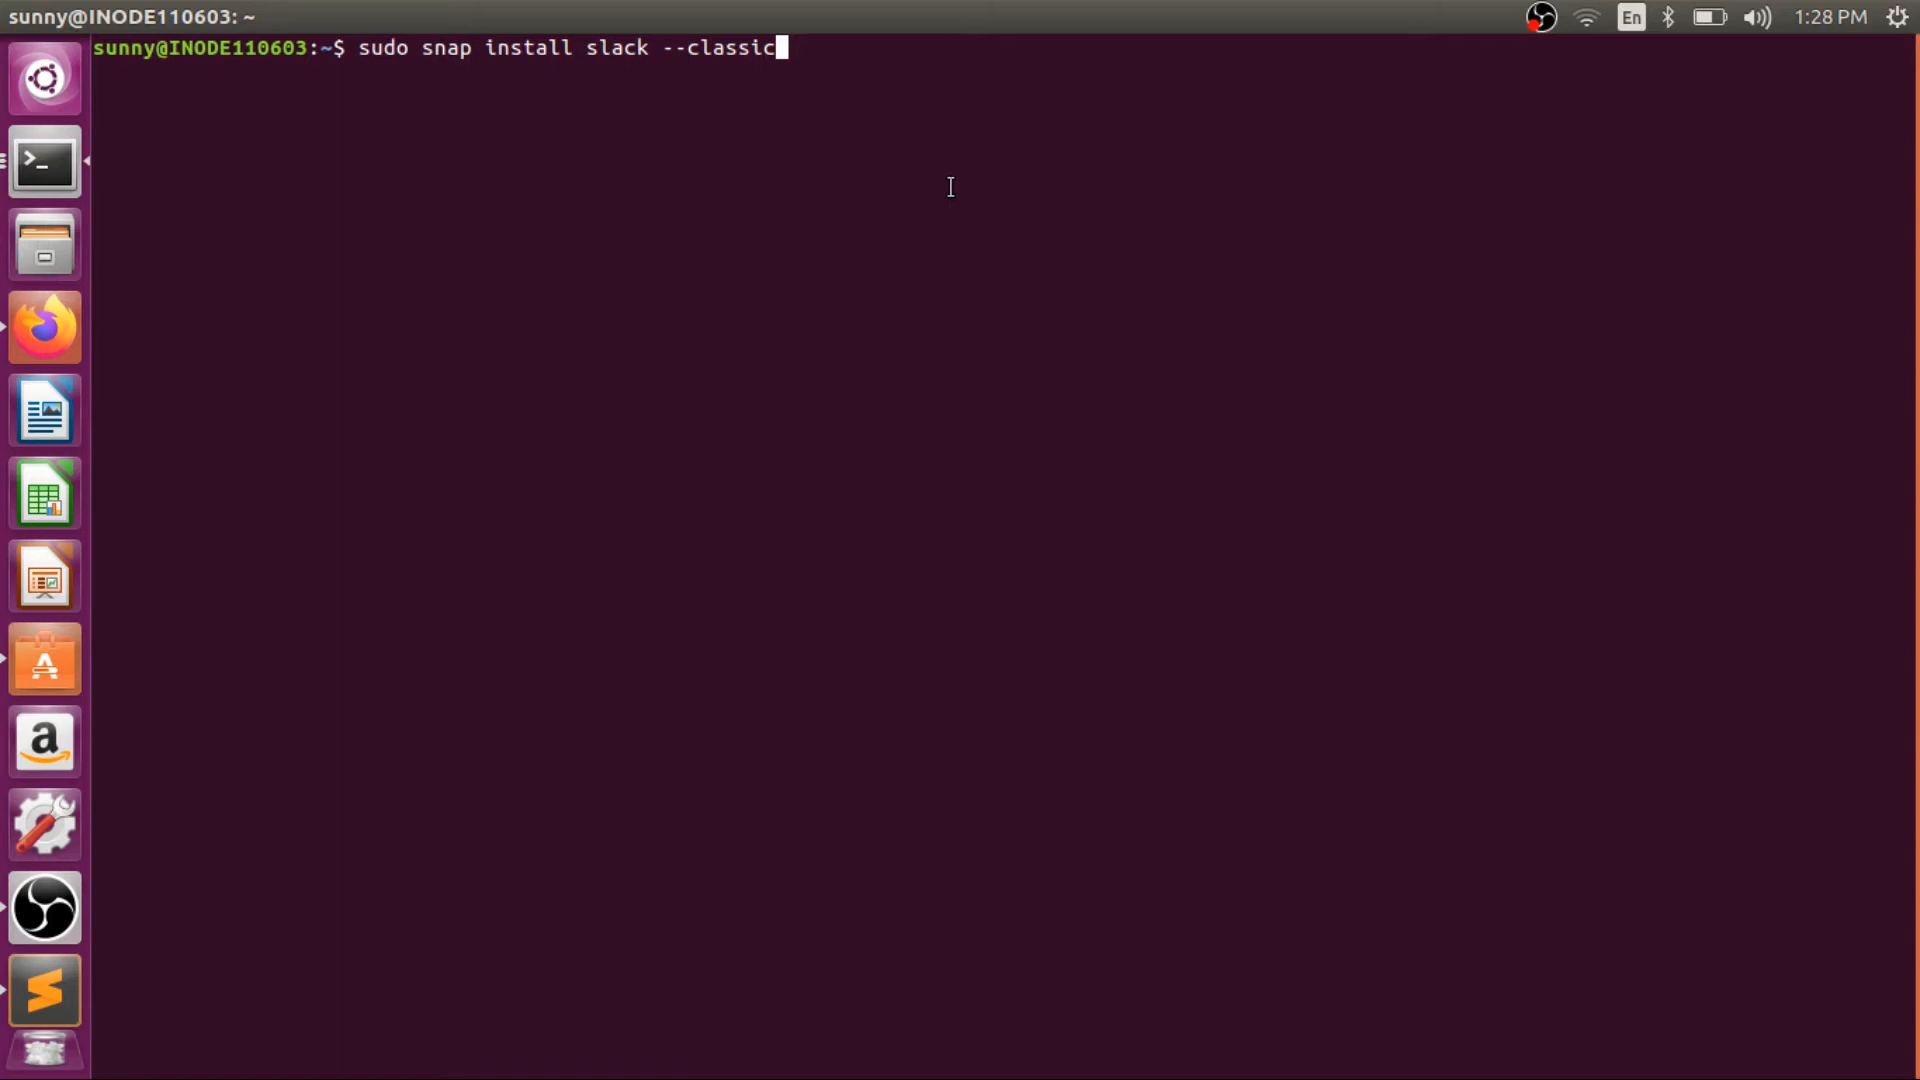 sunny@INODE110603: ~
En
1:28 PM
sunny@INODE110603:~$ sudo snap install slack --classic
>_
A
a